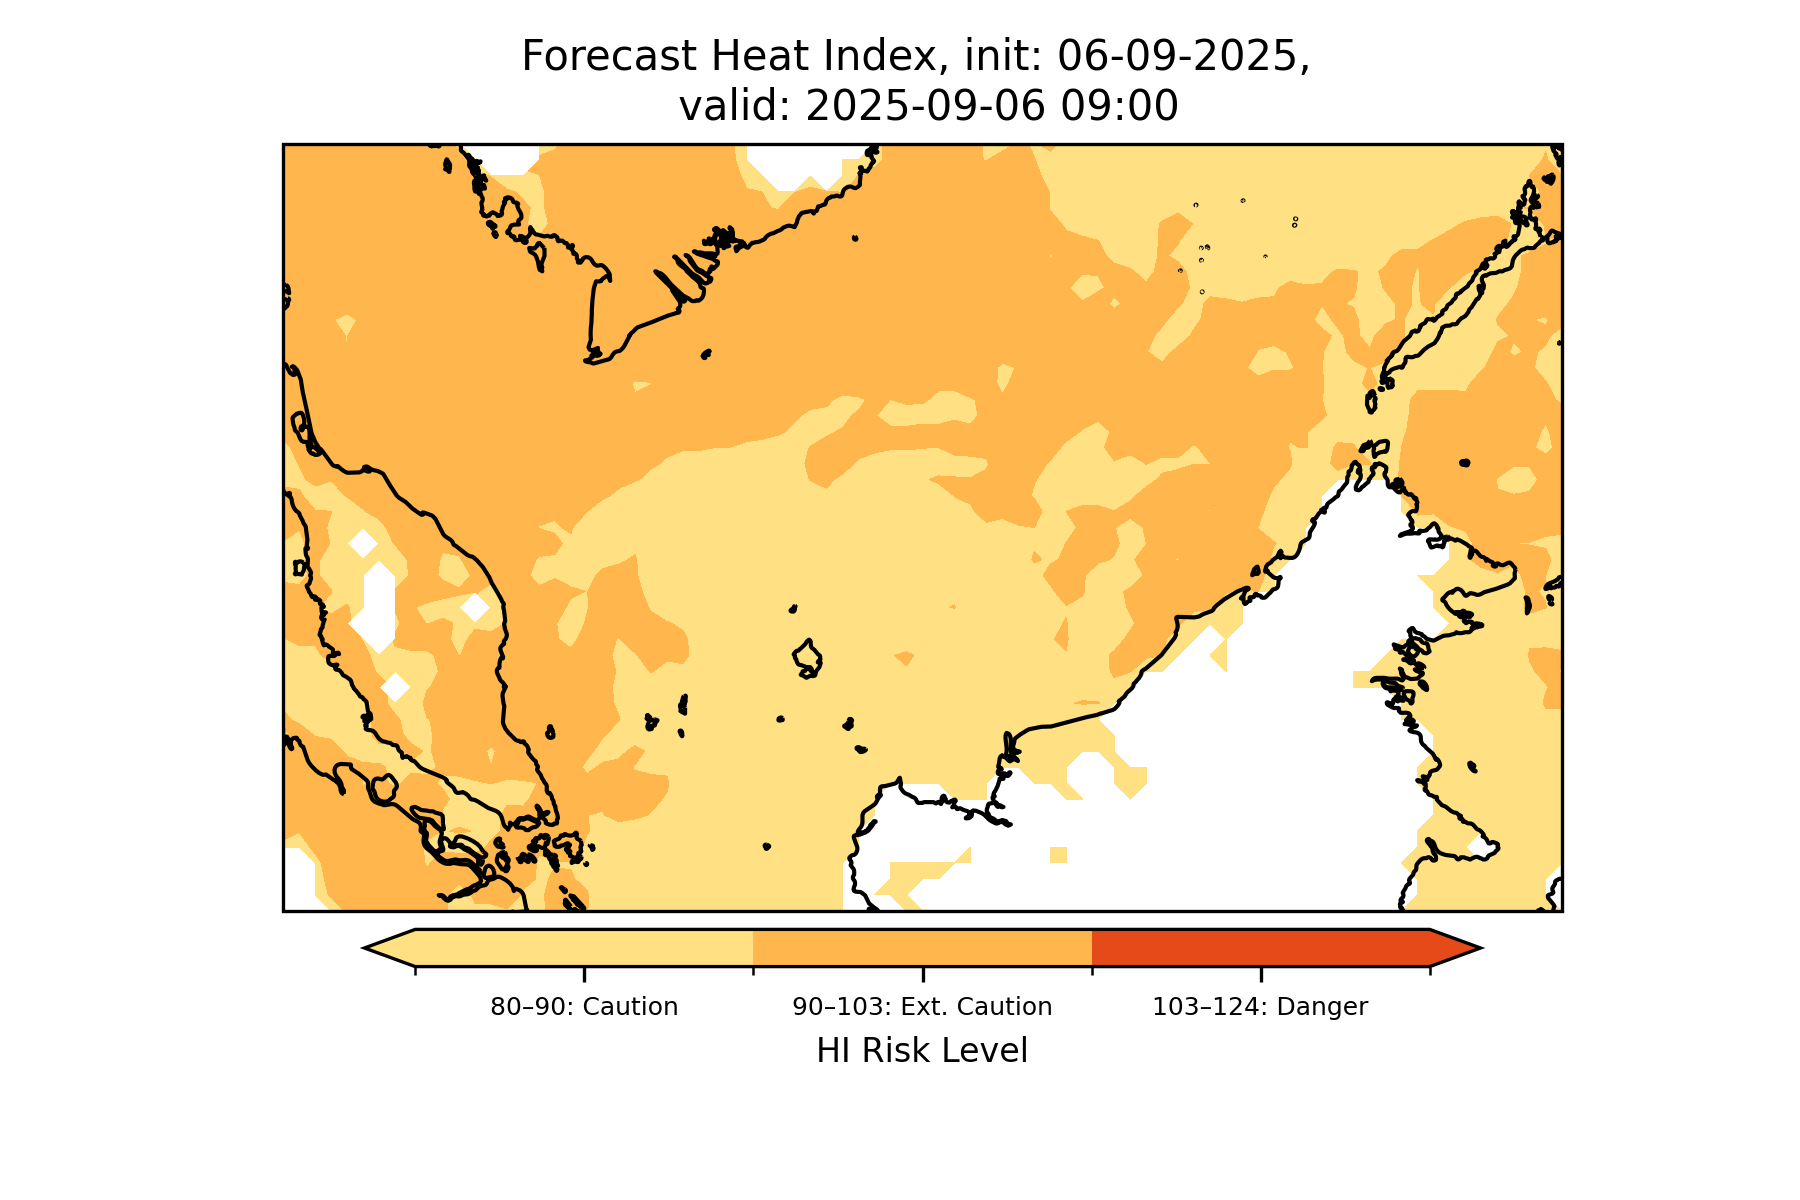 Forecast Heat Index, init: 06-09-2025,
valid: 2025-09-06 09:00
80–90: Caution
90–103: Ext. Caution
103–124: Danger
HI Risk Level